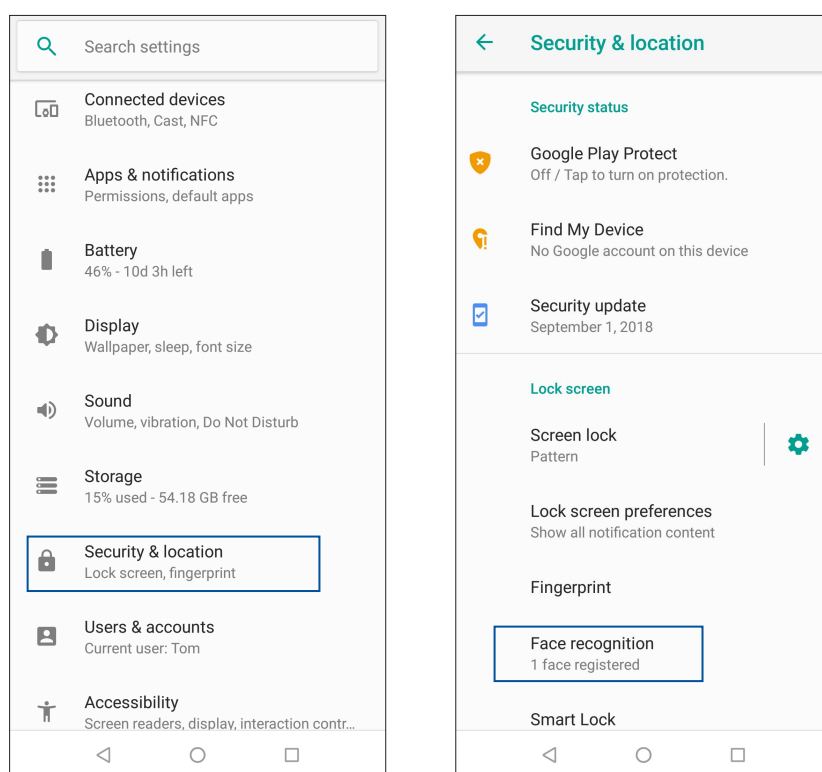 Search settings
Connected devices
Bluetooth, Cast, NFC
Apps & notifications
Permissions, default apps
Battery
46% - 10d 3h left
Display
Wallpaper, sleep, font size
Sound
Volume, vibration, Do Not Disturb
Storage
15% used - 54.18 GB free
Security & location
Lock screen, fingerprint
Users & accounts
Current user: Tom
Accessibility
Screen readers, display, interaction contr...
Security & location
Security status
Google Play Protect
Off / Tap to turn on protection.
Find My Device
No Google account on this device
Security update
September 1, 2018
Lock screen
Screen lock
Pattern
Lock screen preferences
Show all notification content
Fingerprint
Face recognition
1 face registered
Smart Lock